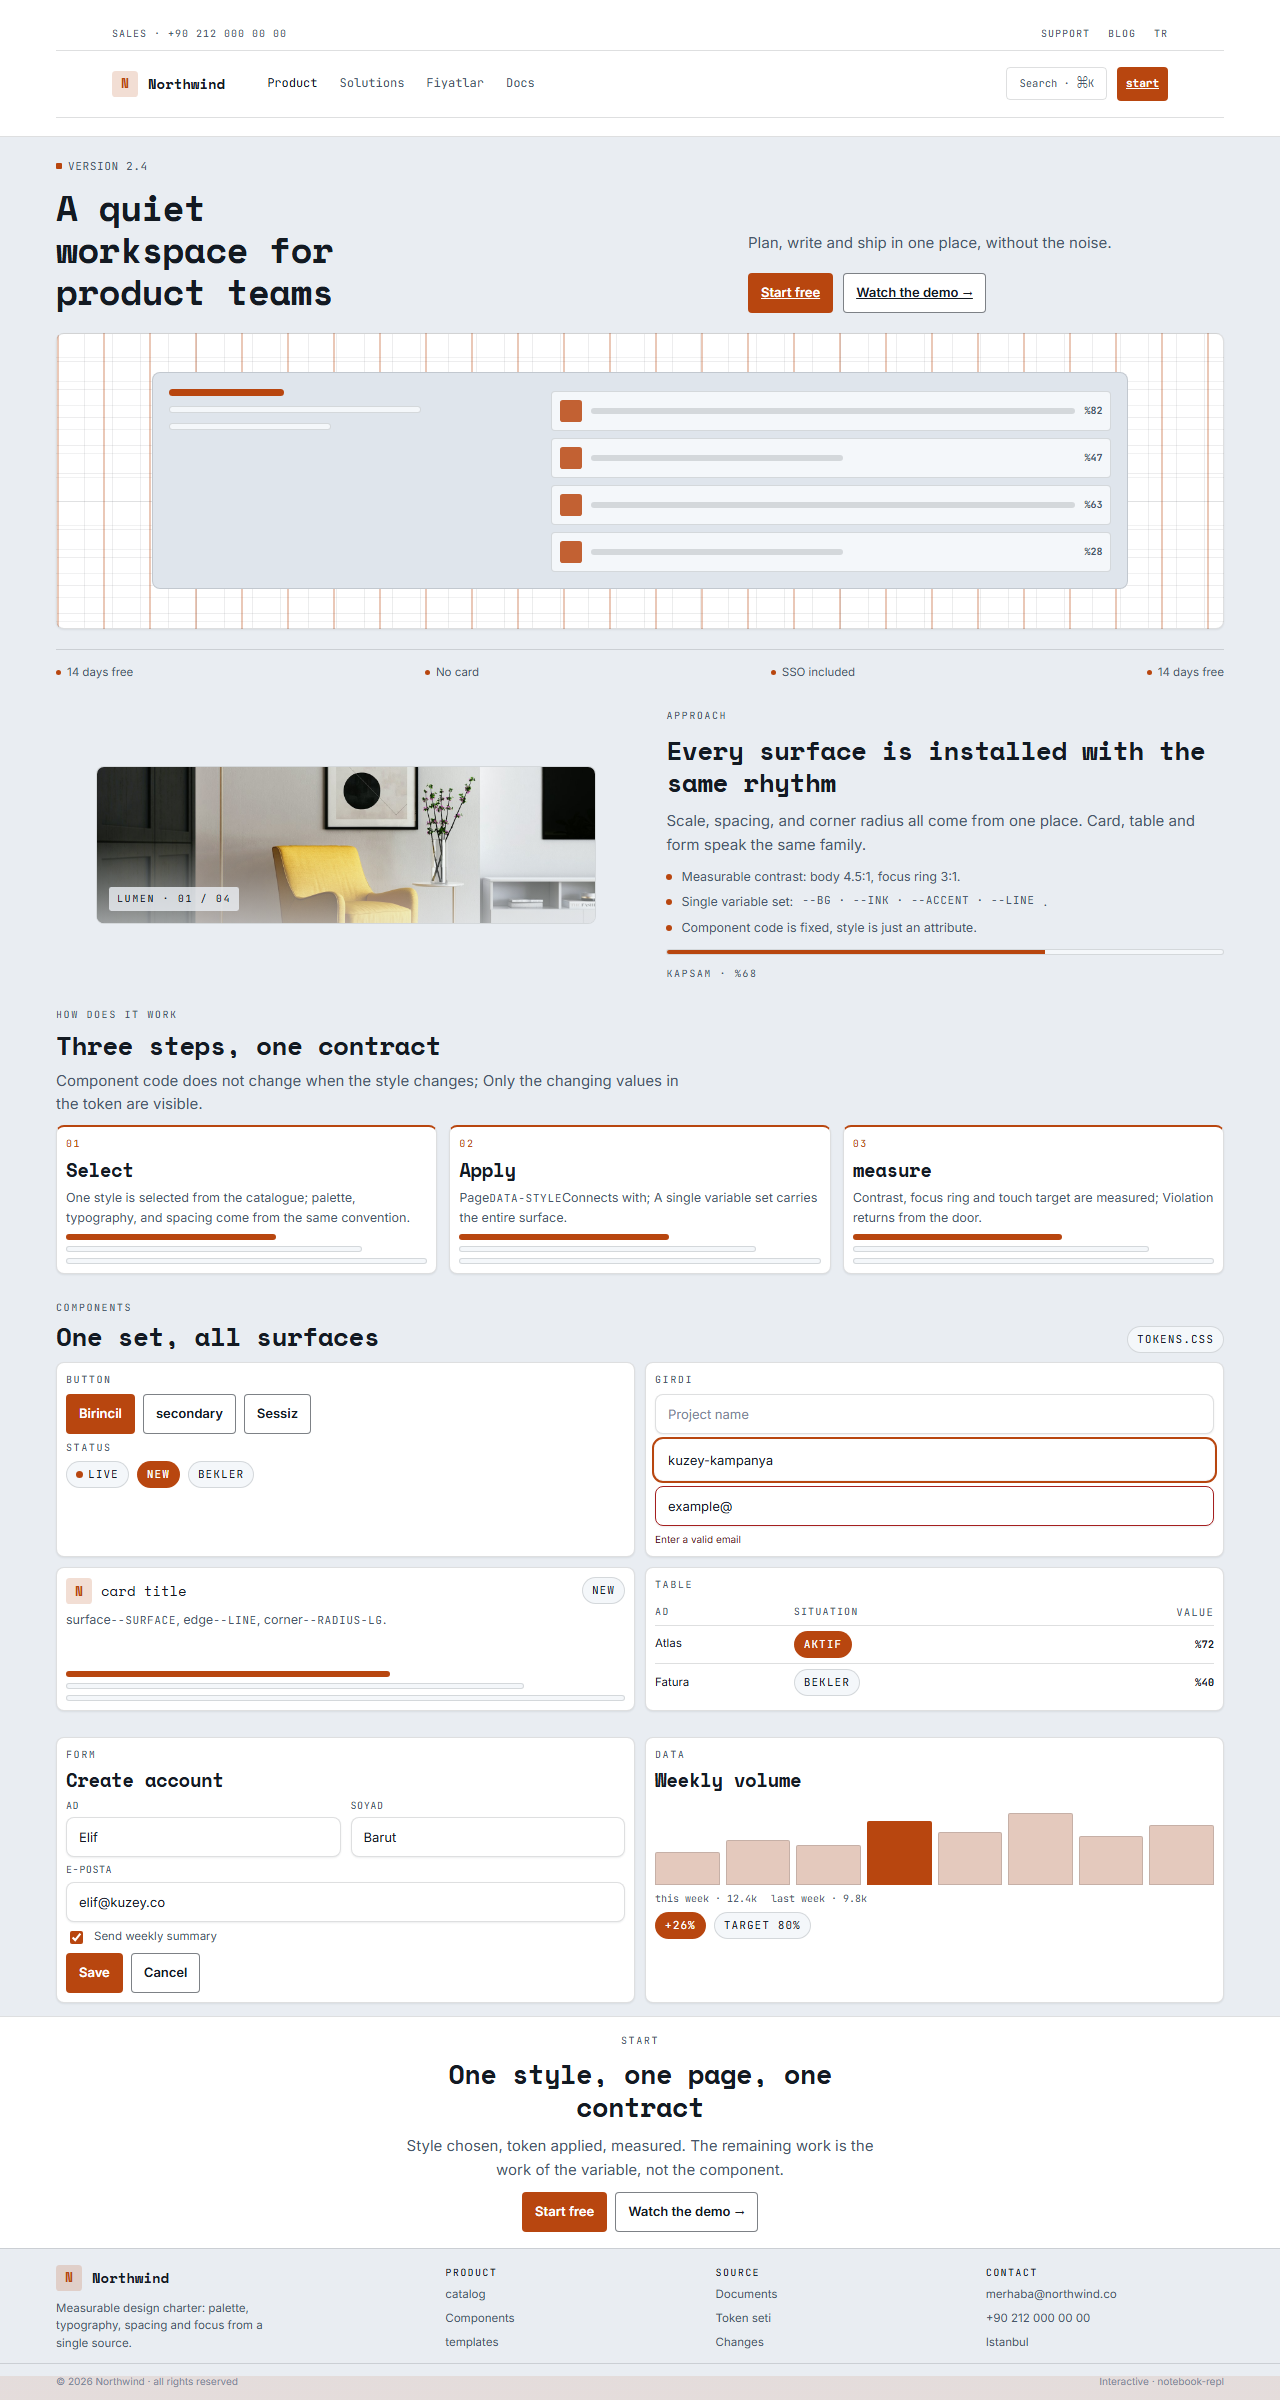 SALES · +90 212 000 00 00
SUPPORT BLOG TR
N Northwind Product Solutions Fiyatlar Docs Search · ⌘K start
VERSION 2.4
A quiet
workspace for
product teams
Plan, write and ship in one place, without the noise.
Start free Watch the demo →
%82
%47
%63
%28
14 days free No card SSO included 14 days free
LUMEN · 01 / 04
APPROACH
Every surface is installed with the
same rhythm
Scale, spacing, and corner radius all come from one place. Card, table and
form speak the same family.
Measurable contrast: body 4.5:1, focus ring 3:1.
Single variable set: --BG · --INK · --ACCENT · --LINE .
Component code is fixed, style is just an attribute.
KAPSAM · %68
HOW DOES IT WORK
Three steps, one contract
Component code does not change when the style changes; Only the changing values in
the token are visible.
01
Select
One style is selected from the catalogue; palette,
typography, and spacing come from the same convention.
02
Apply
PageDATA-STYLEConnects with; A single variable set carries
the entire surface.
03
measure
Contrast, focus ring and touch target are measured; Violation
returns from the door.
COMPONENTS
One set, all surfaces
TOKENS.CSS
BUTTON
Birincil secondary Sessiz
STATUS
LIVE NEW BEKLER
GIRDI
Project name
kuzey-kampanya
example@
Enter a valid email
N card title NEW
surface--SURFACE, edge--LINE, corner--RADIUS-LG.
TABLE
AD SITUATION VALUE
Atlas AKTIF %72
Fatura BEKLER %40
FORM
Create account
AD SOYAD
Elif Barut
E-POSTA
elif@kuzey.co
Send weekly summary
Save Cancel
DATA
Weekly volume
this week · 12.4k last week · 9.8k
+26% TARGET 80%
START
One style, one page, one
contract
Style chosen, token applied, measured. The remaining work is the
work of the variable, not the component.
Start free Watch the demo →
N Northwind
Measurable design charter: palette,
typography, spacing and focus from a
single source.
PRODUCT
catalog
Components
templates
SOURCE
Documents
Token seti
Changes
CONTACT
merhaba@northwind.co
+90 212 000 00 00
Istanbul
© 2026 Northwind · all rights reserved
Interactive · notebook-repl